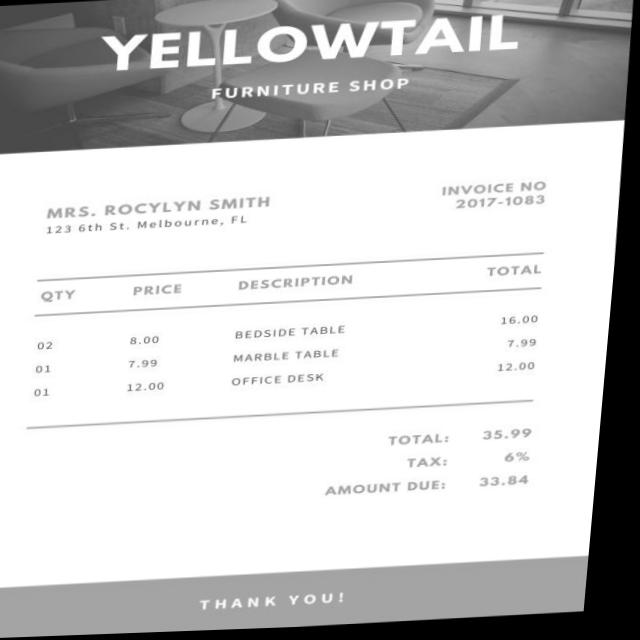 YELLOWTAIL
FURNITURE SHOP
MRS. ROCYLYN SMITH
123 6th St. Melbourne, FL
INVOICE NO
2017-1083
QTY PRICE DESCRIPTION TOTAL
02 8.00 BEDSIDE TABLE 16.00
01 7.99 MARBLE TABLE 7.99
01 12.00 OFFICE DESK 12.00
TOTAL: 35.99
TAX: 6%
AMOUNT DUE: 33.84
THANK YOU!